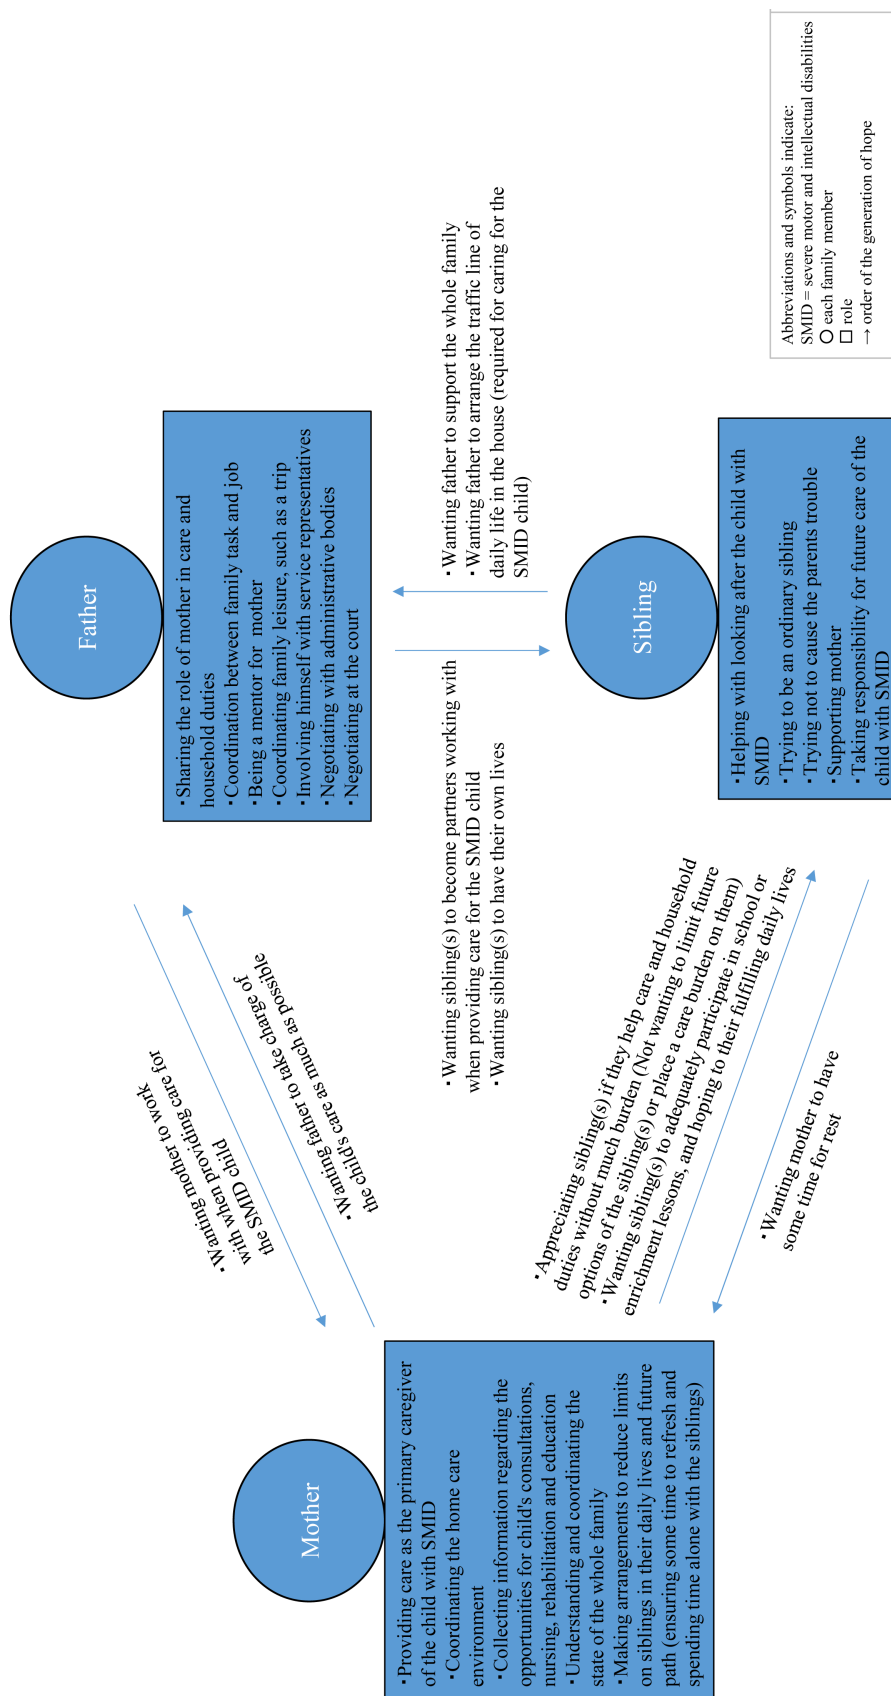 Mother
・Providing care as the primary caregiver
of the child with SMID
・Coordinating the home care
environment
・Collecting information regarding the
opportunities for child's consultations,
nursing, rehabilitation and education
・Understanding and coordinating the
state of the whole family
・Making arrangements to reduce limits
on siblings in their daily lives and future
path (ensuring some time to refresh and
spending time alone with the siblings)
・Wanting mother to work
with when providing care for
the SMID child
・Wanting father to take charge of
the child's care as much as possible
Father
・Sharing the role of mother in care and
household duties
・Coordination between family task and job
・Being a mentor for mother
・Coordinating family leisure, such as a trip
・Involving himself with service representatives
・Negotiating with administrative bodies
・Negotiating at the court
・Wanting sibling(s) to become partners working with
when providing care for the SMID child
・Wanting sibling(s) to have their own lives
・Wanting father to support the whole family
・Wanting father to arrange the traffic line of
daily life in the house (required for caring for the
SMID child)
・Appreciating sibling(s) if they help care and household
duties without much burden (Not wanting to limit future
options of the sibling(s) or place a care burden on them)
・Wanting sibling(s) to adequately participate in school or
enrichment lessons, and hoping to their fulfilling daily lives
・Wanting mother to have
some time for rest
Sibling
・Helping with looking after the child with
SMID
・Trying to be an ordinary sibling
・Trying not to cause the parents trouble
・Supporting mother
・Taking responsibility for future care of the
child with SMID
Abbreviations and symbols indicate:
SMID = severe motor and intellectual disabilities
○ each family member
□ role
→ order of the generation of hope